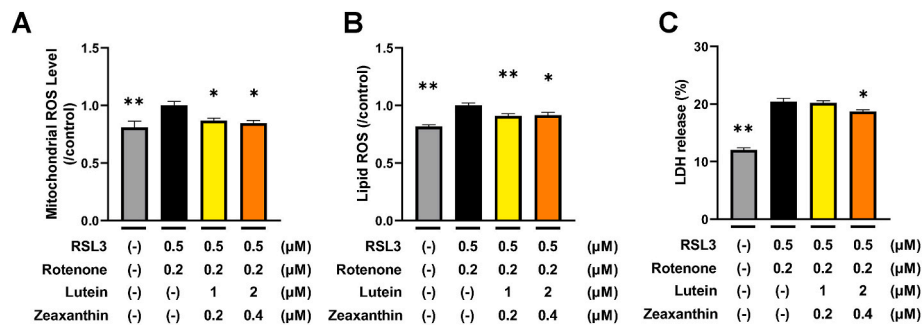 A
Mitochondrial ROS Level
(/control)
1.5
1.0
0.5
0.0
**
*
*
RSL3 (-) 0.5 0.5 0.5 (μM)
Rotenone (-) 0.2 0.2 0.2 (μM)
Lutein (-) (-) 1 2 (μM)
Zeaxanthin (-) (-) 0.2 0.4 (μM)
B
Lipid ROS (/control)
1.5
1.0
0.5
0.0
**
**
*
RSL3 (-) 0.5 0.5 0.5 (μM)
Rotenone (-) 0.2 0.2 0.2 (μM)
Lutein (-) (-) 1 2 (μM)
Zeaxanthin (-) (-) 0.2 0.4 (μM)
C
LDH release (%)
30
20
10
0
**
*
RSL3 (-) 0.5 0.5 0.5 (μM)
Rotenone (-) 0.2 0.2 0.2 (μM)
Lutein (-) (-) 1 2 (μM)
Zeaxanthin (-) (-) 0.2 0.4 (μM)